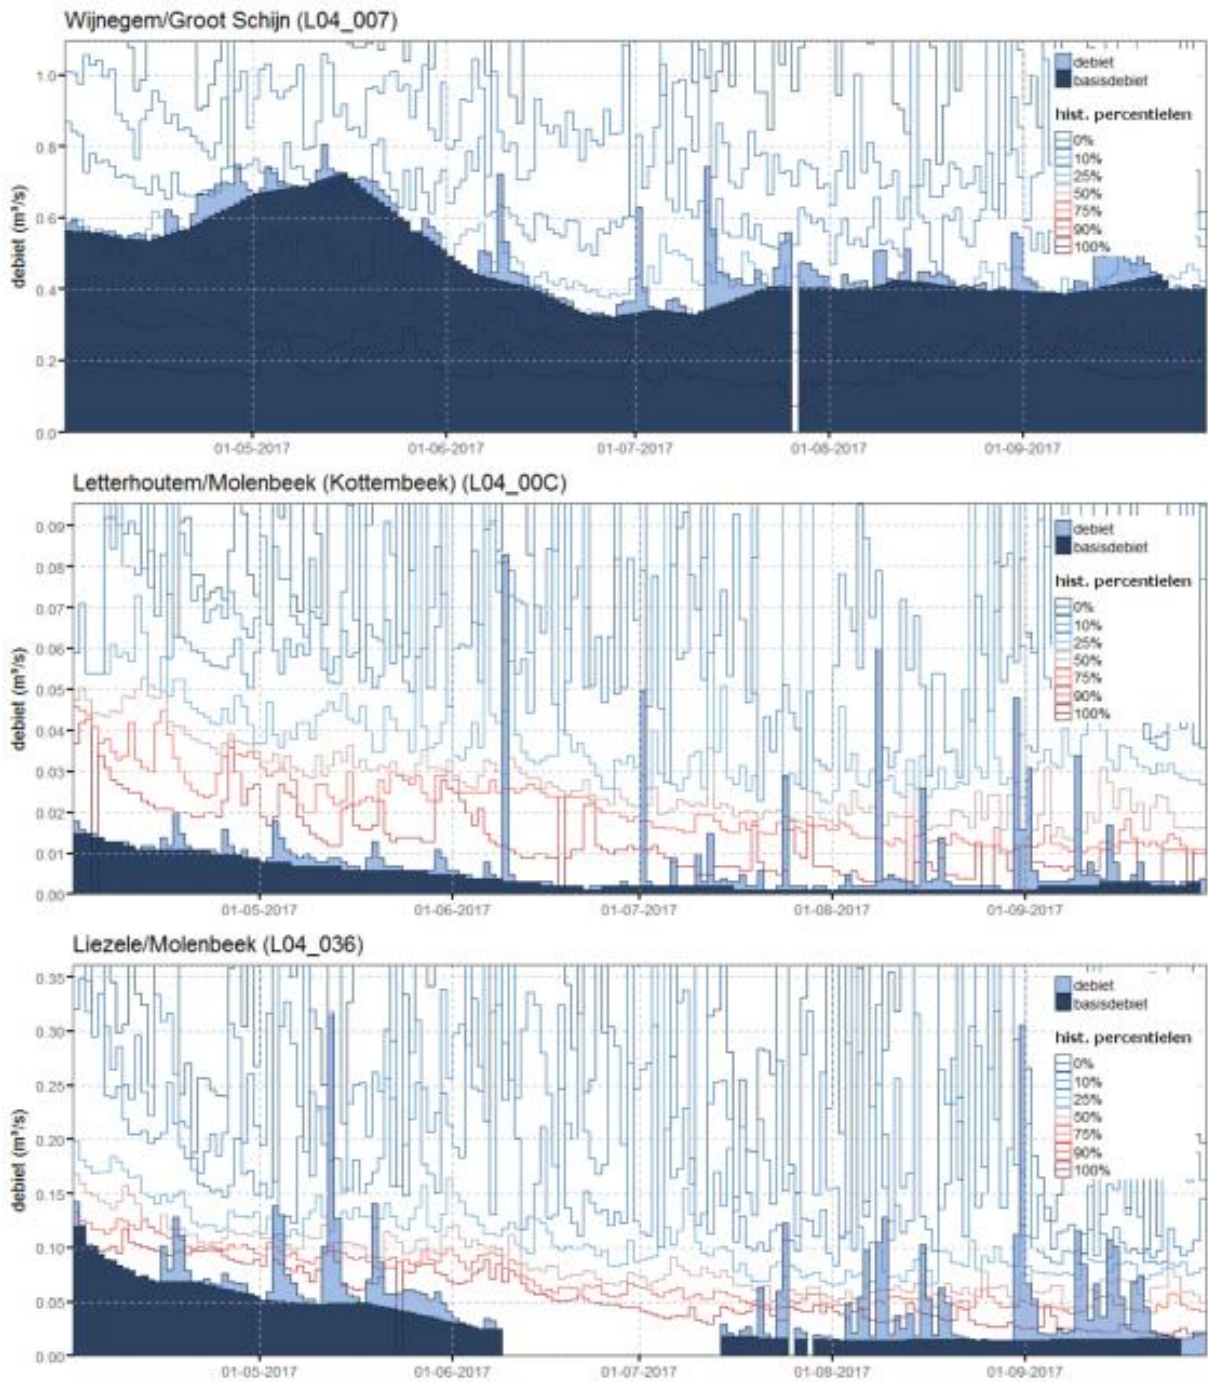 Wijnegem/Groot Schijn (L04_007)
debiet (m³/s)
1.0
0.8
0.6
0.4
0.2
0.0
debiet
basisdebiet
hist. percentielen
0%
10%
25%
50%
75%
90%
100%
01-05-2017 01-06-2017 01-07-2017 01-08-2017 01-09-2017
Letterhoutem/Molenbeek (Kottembeek) (L04_00C)
debiet (m³/s)
0.09
0.08
0.07
0.06
0.05
0.04
0.03
0.02
0.01
0.00
debiet
basisdebiet
hist. percentielen
0%
10%
25%
50%
75%
90%
100%
01-05-2017 01-06-2017 01-07-2017 01-08-2017 01-09-2017
Liezele/Molenbeek (L04_036)
debiet (m³/s)
0.35
0.30
0.25
0.20
0.15
0.10
0.05
0.00
debiet
basisdebiet
hist. percentielen
0%
10%
25%
50%
75%
90%
100%
01-05-2017 01-06-2017 01-07-2017 01-08-2017 01-09-2017